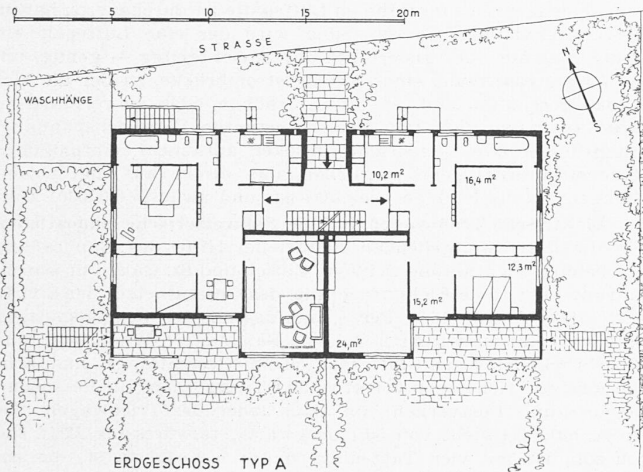 0 5 10 15 20 m
STRASSE
WASCHHÄNGE
N
S
10,2 m²
16,4 m²
12,3 m²
15,2 m²
24, m²
ERDGESCHOSS TYP A